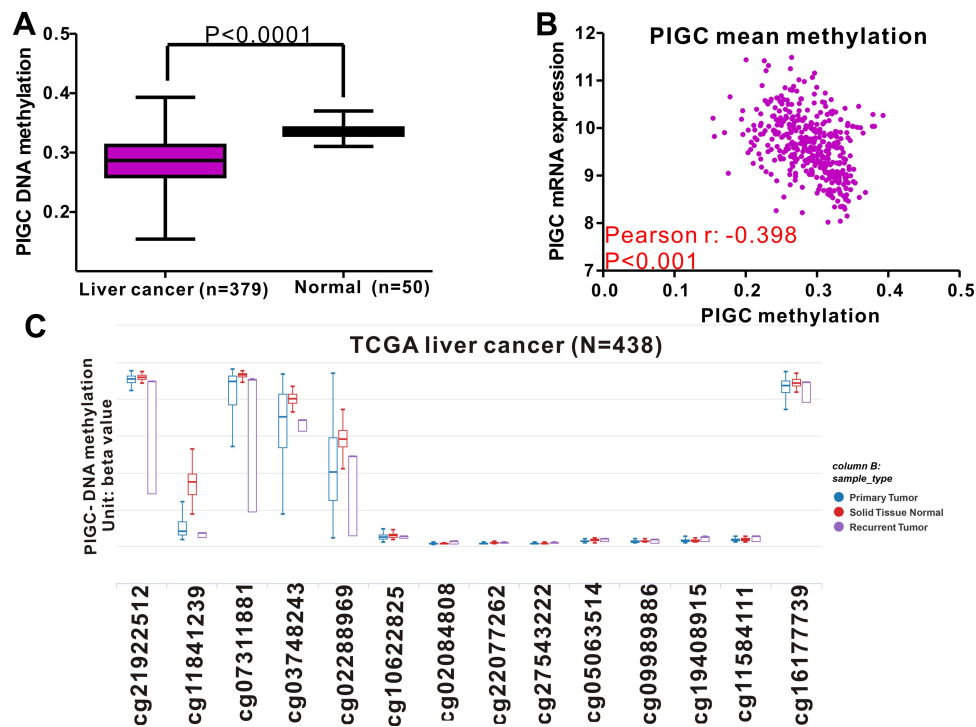 A
0.5
0.4
0.3
0.2
PIGC DNA methylation
P<0.0001
Liver cancer (n=379)
Normal (n=50)
B
PIGC mean methylation
12
11
10
9
8
7
PIGC mRNA expression
Pearson r: -0.398
P<0.001
0.0
0.1
0.2
0.3
0.4
0.5
PIGC methylation
C
TCGA liver cancer (N=438)
PIGC-DNA methylation
Unit: beta value
column B:
sample_type
Primary Tumor
Solid Tissue Normal
Recurrent Tumor
cg21922512
cg11841239
cg07311881
cg03748243
cg02288969
cg10622825
cg02084808
cg22077262
cg27543222
cg05063514
cg09989886
cg19408915
cg11584111
cg16177739